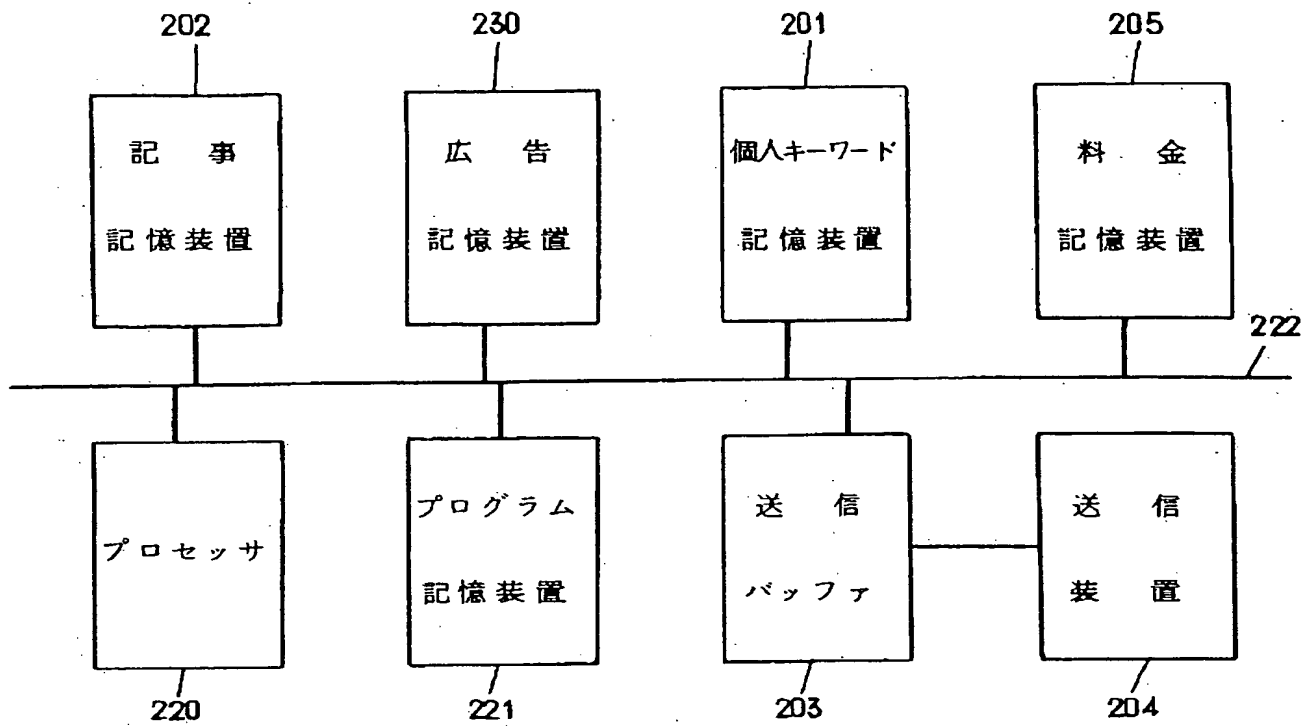 202
230
201
205
記事
記憶装置
広告
記憶装置
個人キーワード
記憶装置
料金
記憶装置
222
プロセッサ
プログラム
記憶装置
送信
バッファ
送信
装置
220
221
203
204